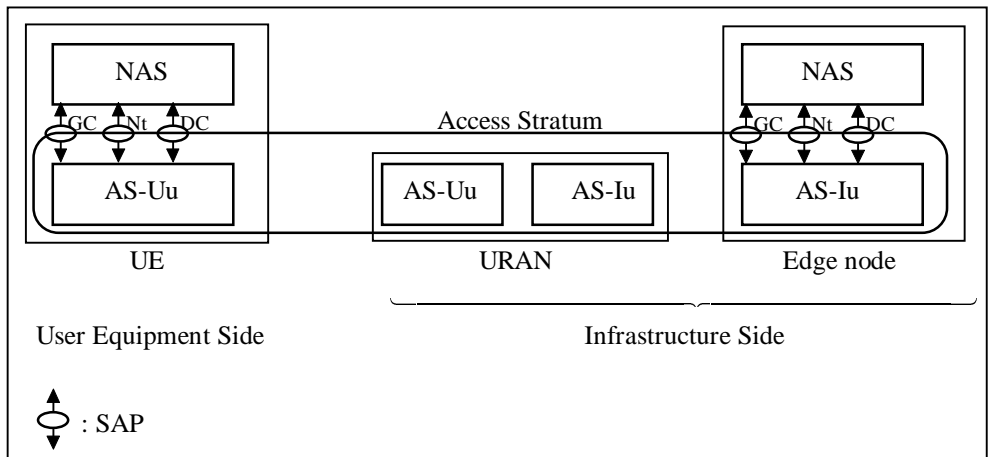 NAS NAS
GC Nt DC GC Nt DC
Access Stratum
AS-Uu AS-Uu AS-Iu AS-Iu
UE URAN Edge node
User Equipment Side Infrastructure Side
: SAP